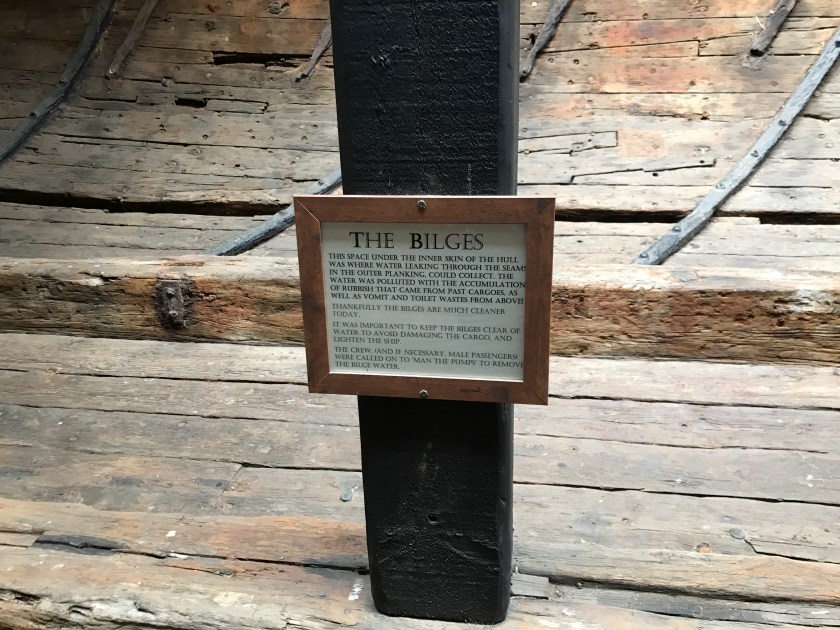 THE BILGES
THIS SPACE UNDER THE INNER SKIN OF THE HULL
WAS WHERE WATER LEAKING THROUGH THE SEAMS
IN THE OUTER PLANKING, COULD COLLECT. THE
WATER WAS POLLUTED WITH THE ACCUMULATION
OF RUBBISH THAT CAME FROM PAST CARGOES, AS
WELL AS VOMIT AND TOILET WASTES FROM ABOVE!
THANKFULLY THE BILGES ARE MUCH CLEANER
TODAY.
IT WAS IMPORTANT TO KEEP THE BILGES CLEAR OF
WATER TO AVOID DAMAGING THE CARGO, AND
LIGHTEN THE SHIP.
THE CREW, (AND IF NECESSARY, MALE PASSENGERS)
WERE CALLED ON TO 'MAN THE PUMPS' TO REMOVE
THE BILGE WATER.